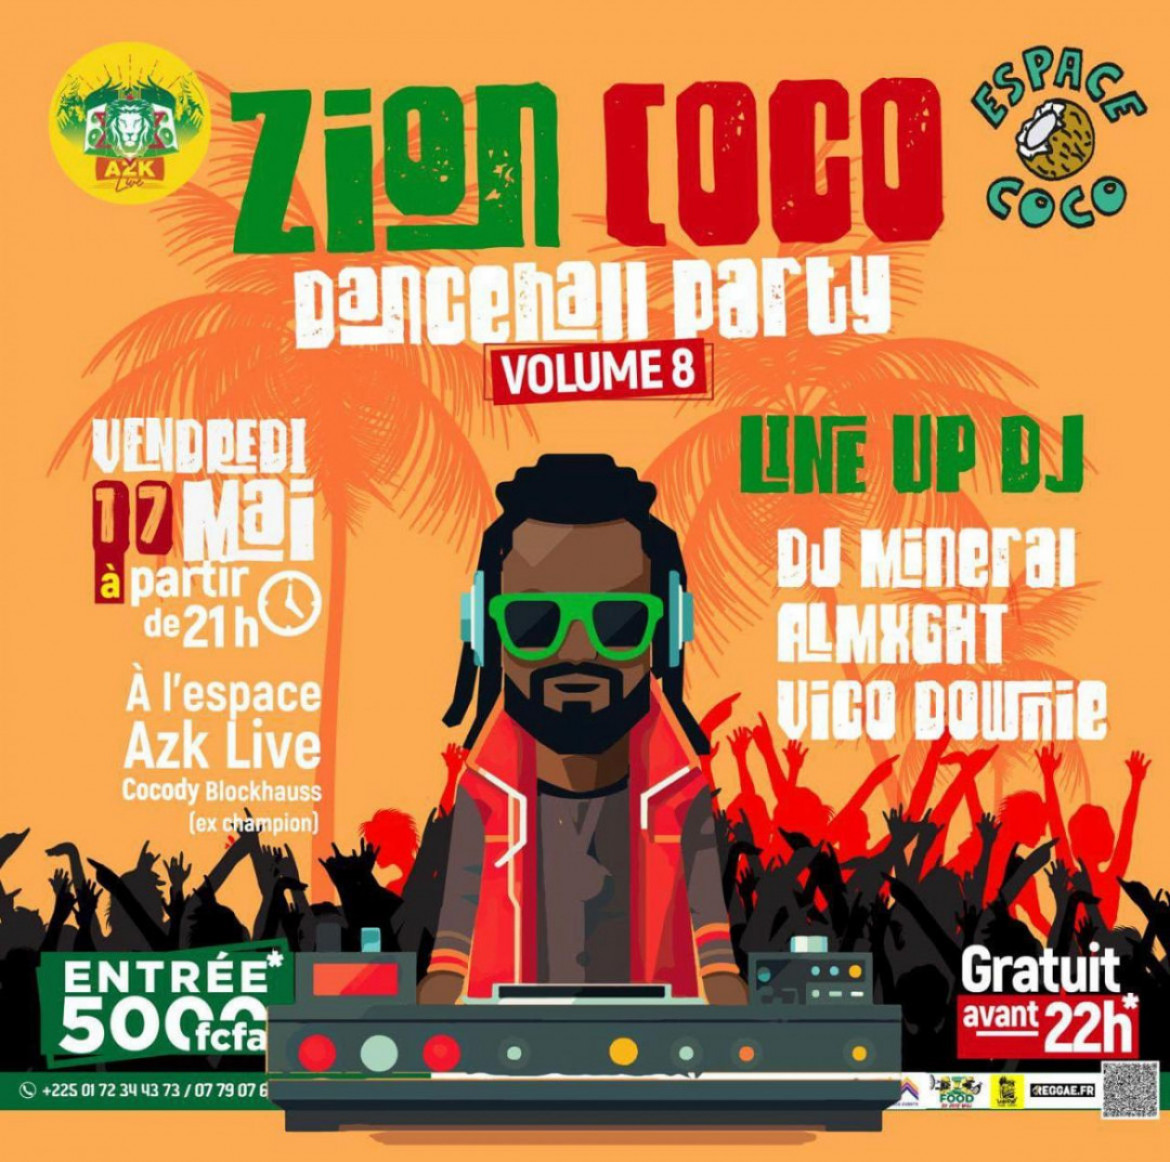 AZK
Live
ZION COCO
ESPACE
COCO
Dancehall Party
VOLUME 8
VENDREDI
17 Mai
à partir
de 21h
À l'espace
Azk Live
Cocody Blockhauss
(ex champion)
LINE UP DJ
DJ Mineral
ALMXGHT
Vico Downie
ENTRÉE*
5000
fcfa
Gratuit
avant 22h*
+225 01 72 34 43 73 / 07 79 07 6
FOOD
REGGAE.FR